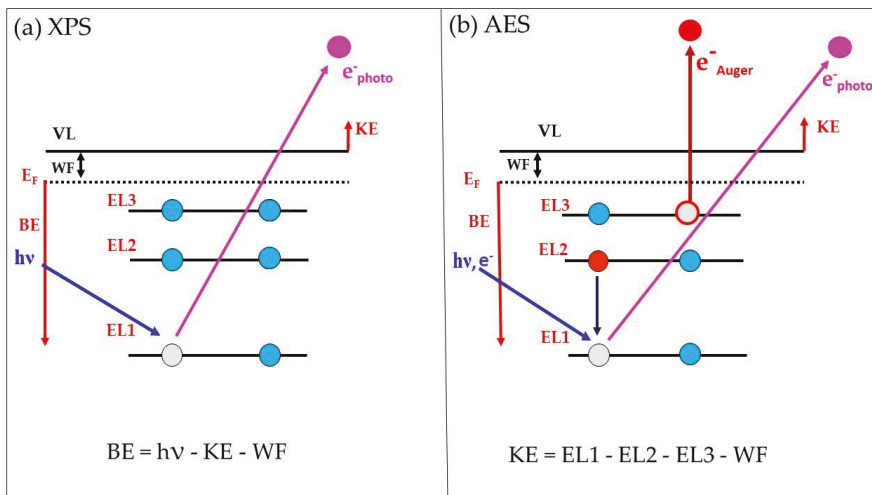 (a) XPS
e⁻photo
VL
KE
WF
EF
EL3
BE
EL2
hν
EL1
BE = hν - KE - WF
(b) AES
e⁻Auger
e⁻photo
VL
KE
WF
EF
EL3
BE
EL2
hν, e⁻
EL1
KE = EL1 - EL2 - EL3 - WF